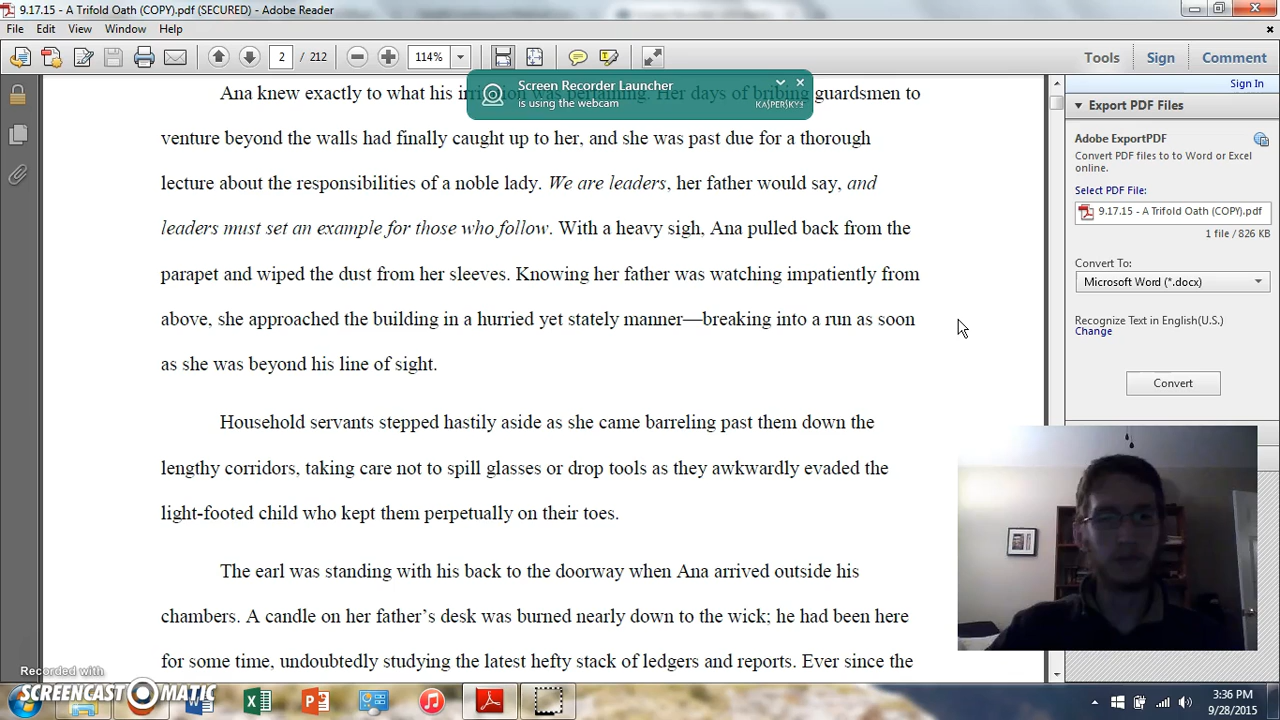 9.17.15 - A Trifold Oath (COPY).pdf (SECURED) - Adobe Reader
File Edit View Window Help
2 / 212 114% Tools Sign Comment
Screen Recorder Launcher
is using the webcam
KASPERSKY
Ana knew exactly to what his irritation was pertaining. Her days of bribing guardsmen to
venture beyond the walls had finally caught up to her, and she was past due for a thorough
lecture about the responsibilities of a noble lady. We are leaders, her father would say, and
leaders must set an example for those who follow. With a heavy sigh, Ana pulled back from the
parapet and wiped the dust from her sleeves. Knowing her father was watching impatiently from
above, she approached the building in a hurried yet stately manner—breaking into a run as soon
as she was beyond his line of sight.
Household servants stepped hastily aside as she came barreling past them down the
lengthy corridors, taking care not to spill glasses or drop tools as they awkwardly evaded the
light-footed child who kept them perpetually on their toes.
The earl was standing with his back to the doorway when Ana arrived outside his
chambers. A candle on her father’s desk was burned nearly down to the wick; he had been here
for some time, undoubtedly studying the latest hefty stack of ledgers and reports. Ever since the
Sign In
Export PDF Files
Adobe ExportPDF
Convert PDF files to to Word or Excel
online.
Select PDF File:
9.17.15 - A Trifold Oath (COPY).pdf
1 file / 826 KB
Convert To:
Microsoft Word (*.docx)
Recognize Text in English(U.S.)
Change
Convert
Recorded with
SCREENCAST MATIC
3:36 PM
9/28/2015